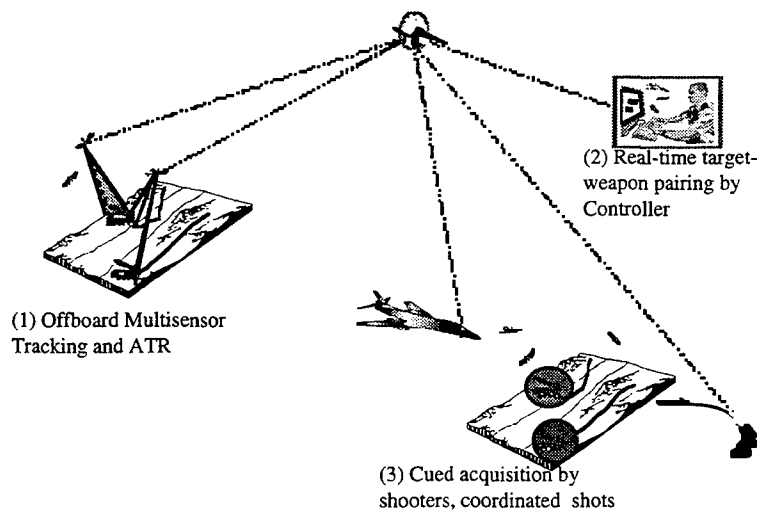 (2) Real-time target-
weapon pairing by
Controller
(1) Offboard Multisensor
Tracking and ATR
(3) Cued acquisition by
shooters, coordinated shots